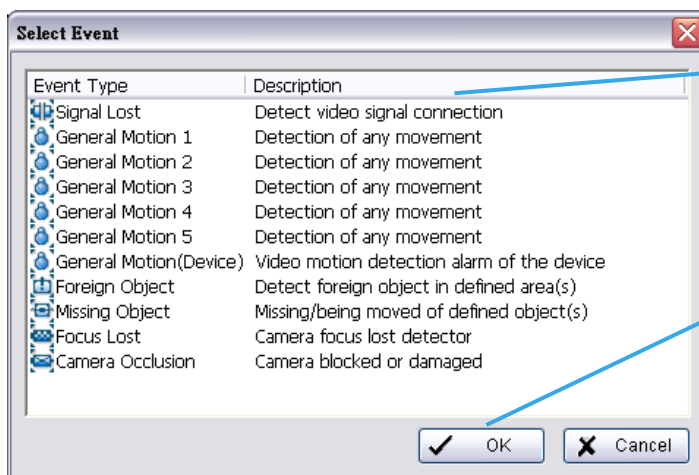 Select Event
Event Type Description
Signal Lost Detect video signal connection
General Motion 1 Detection of any movement
General Motion 2 Detection of any movement
General Motion 3 Detection of any movement
General Motion 4 Detection of any movement
General Motion 5 Detection of any movement
General Motion(Device) Video motion detection alarm of the device
Foreign Object Detect foreign object in defined area(s)
Missing Object Missing/being moved of defined object(s)
Focus Lost Camera focus lost detector
Camera Occlusion Camera blocked or damaged
OK Cancel